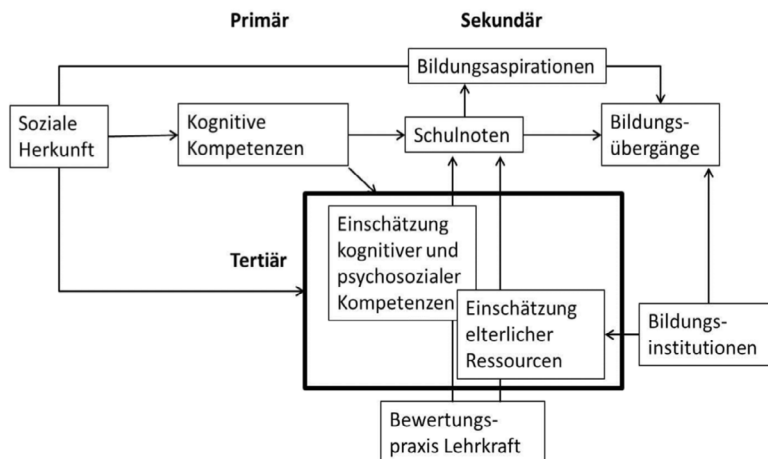 Primär
Sekundär
Bildungsaspirationen
Soziale
Herkunft
Kognitive
Kompetenzen
Schulnoten
Bildungs-
übergänge
Tertiär
Einschätzung
kognitiver und
psychosozialer
Kompetenzen
Einschätzung
elterlicher
Ressourcen
Bildungs-
institutionen
Bewertungs-
praxis Lehrkraft